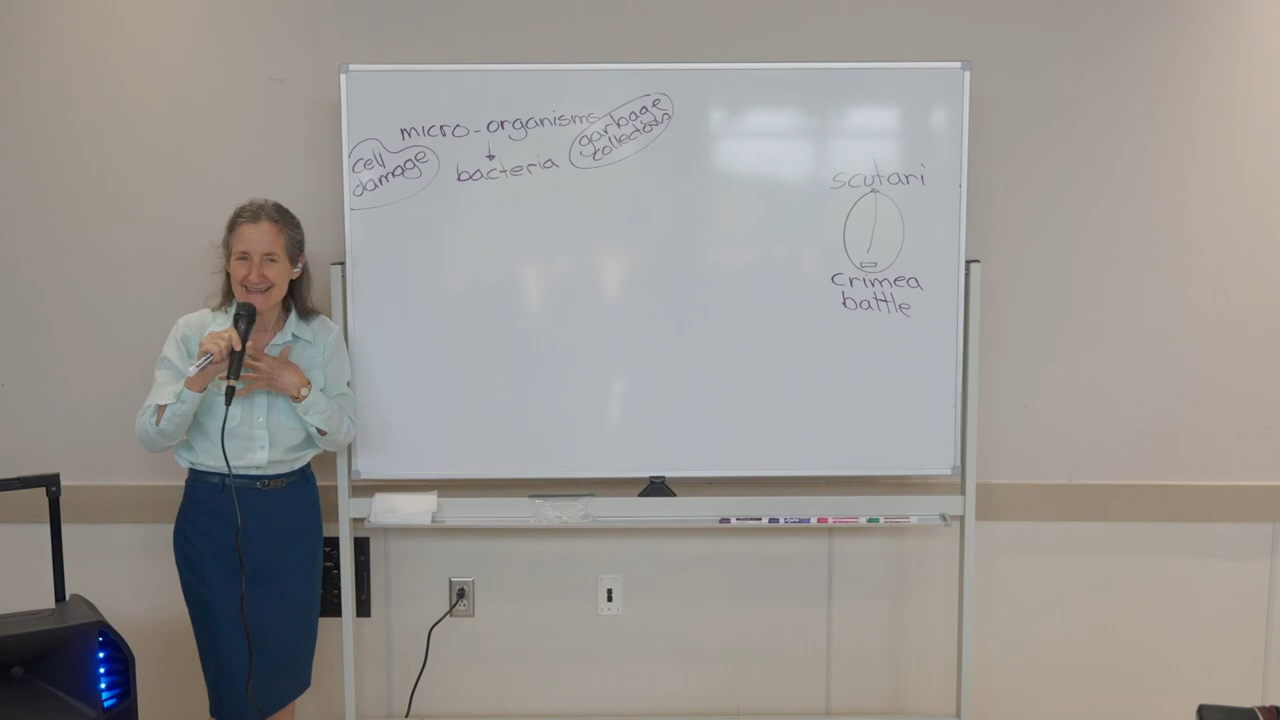 micro-organisms
garbage
collectors
cell
damage
bacteria
scutari
crimea
battle